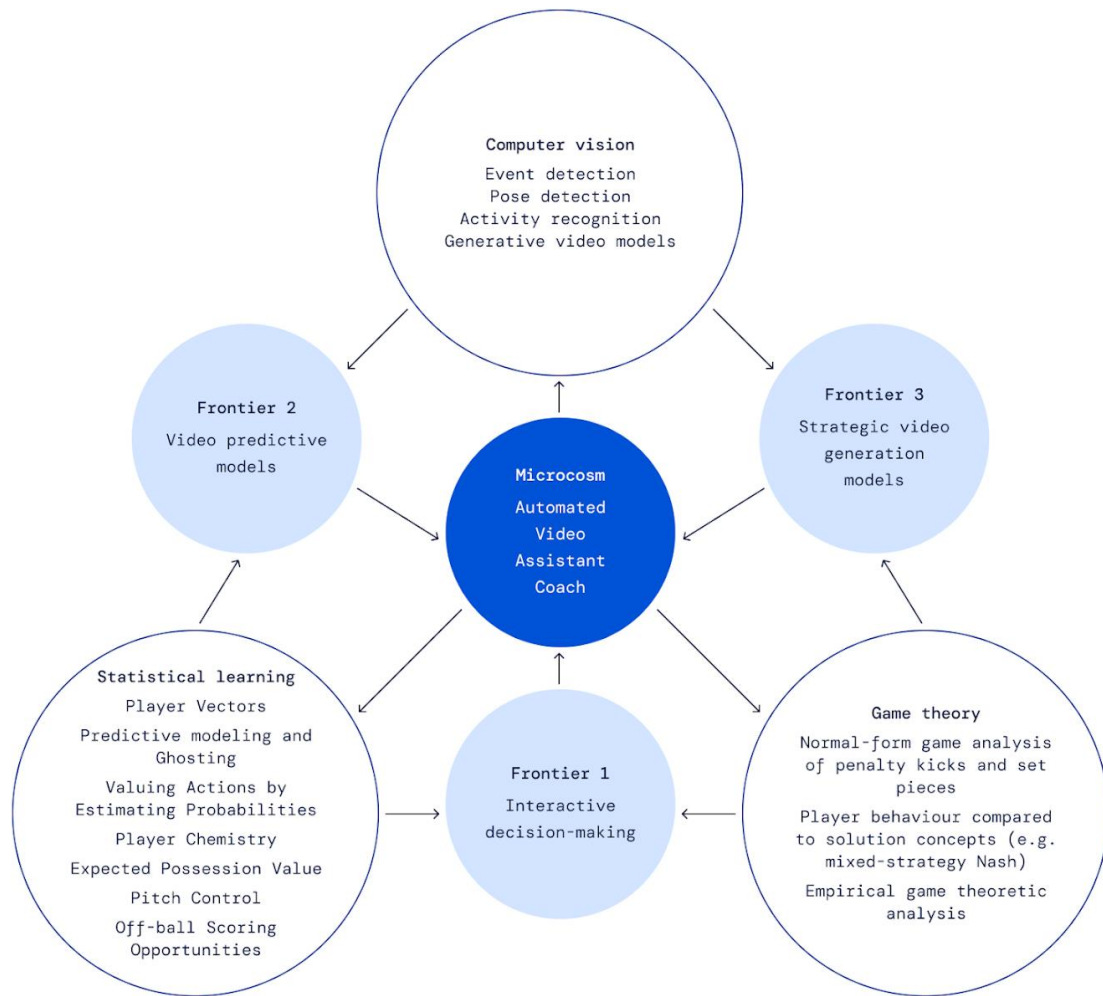 Computer vision
Event detection
Pose detection
Activity recognition
Generative video models
Frontier 2
Video predictive
models
Frontier 3
Strategic video
generation
models
Microcosm
Automated
Video
Assistant
Coach
Statistical learning
Player Vectors
Predictive modeling and
Ghosting
Valuing Actions by
Estimating Probabilities
Player Chemistry
Expected Possession Value
Pitch Control
Off-ball Scoring
Opportunities
Frontier 1
Interactive
decision-making
Game theory
Normal-form game analysis
of penalty kicks and set
pieces
Player behaviour compared
to solution concepts (e.g.
mixed-strategy Nash)
Empirical game theoretic
analysis